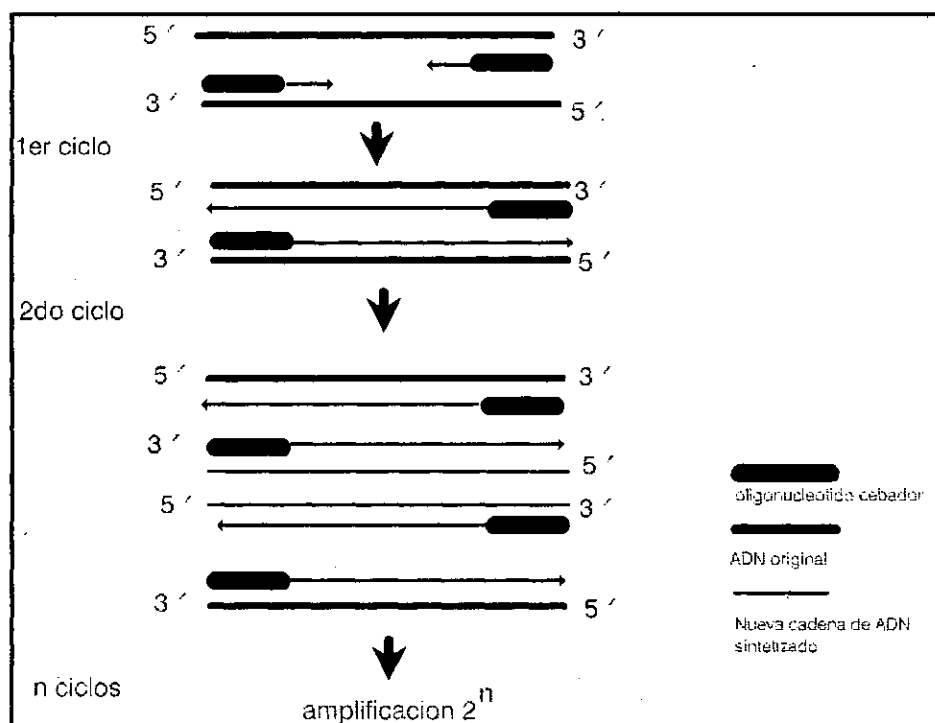 5 ´ 3 ´
3 ´ 5 ´
1er ciclo
5 ´ 3 ´
3 ´ 5 ´
2do ciclo
5 ´ 3 ´
3 ´ 5 ´
5 ´ 3 ´
3 ´ 5 ´
n ciclos
amplificacion 2ⁿ
oligonucleotido cebador
ADN original
Nueva cadena de ADN
sintetizado